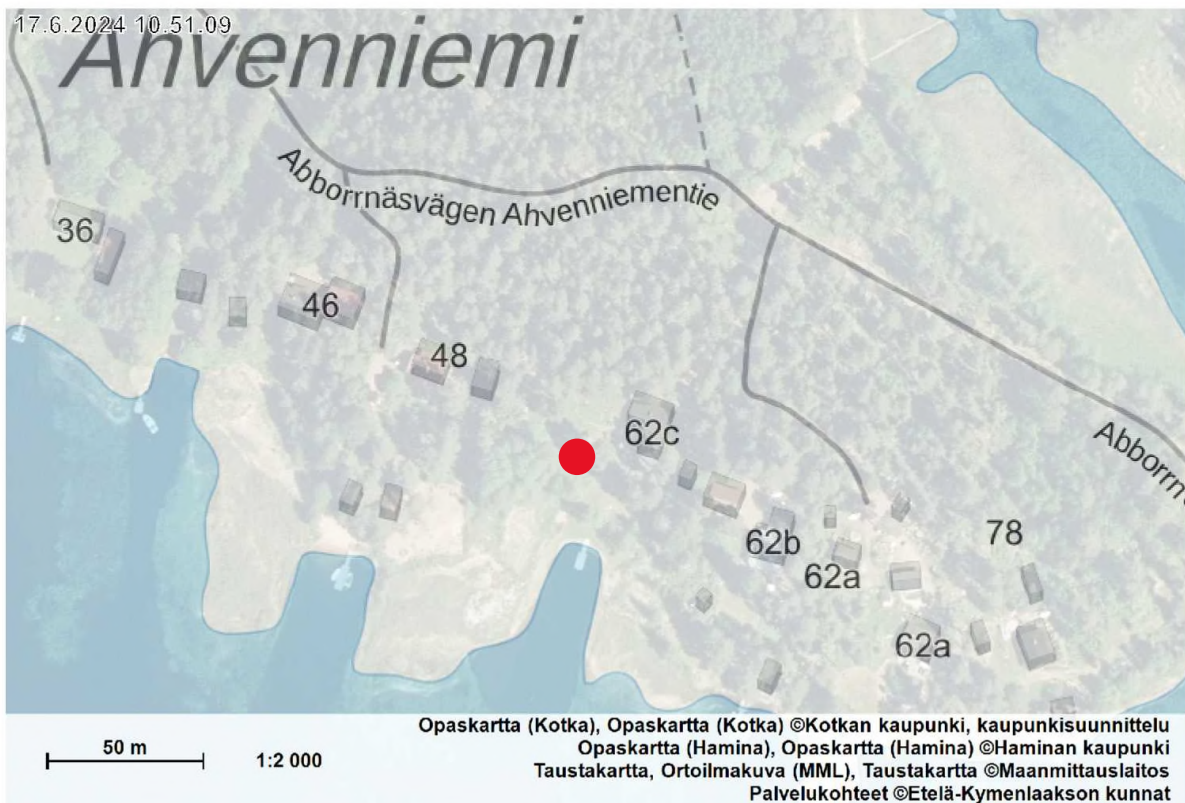 17.6.2024 10.51.09
Ahvenniemi
Abborrnäsvägen Ahvenniementie
36
46
48
62c
Abborrn
78
62b
62a
62a
50 m
1:2 000
Opaskartta (Kotka), Opaskartta (Kotka) ©Kotkan kaupunki, kaupunkisuunnittelu
Opaskartta (Hamina), Opaskartta (Hamina) ©Haminan kaupunki
Taustakartta, Ortoilmakuva (MML), Taustakartta ©Maanmittauslaitos
Palvelukohteet ©Etelä-Kymenlaakson kunnat